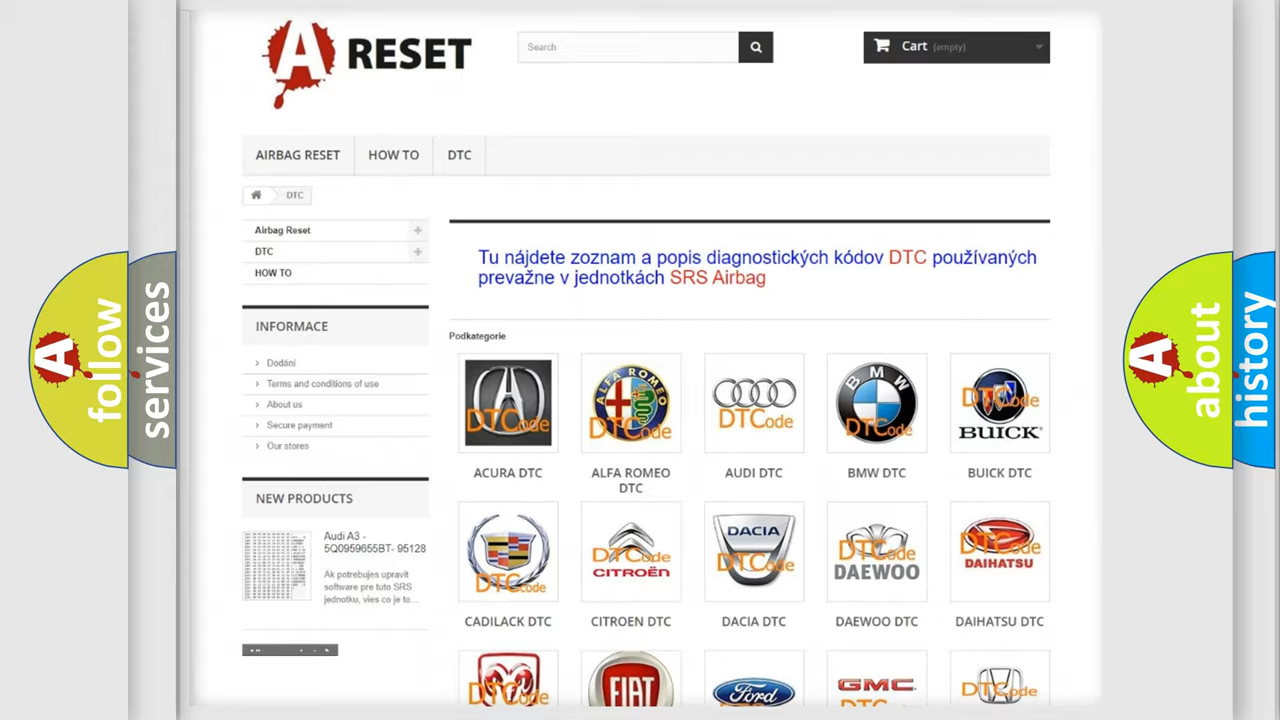 A RESET
Search
Cart (empty)
AIRBAG RESET
HOW TO
DTC
DTC
Airbag Reset
DTC
HOW TO
INFORMACE
Dodání
Terms and conditions of use
About us
Secure payment
Our stores
NEW PRODUCTS
Audi A3 -
5Q0959655BT- 95128
Ak potrebujes upravit
software pre tuto SRS
jednotku, vies co je to...
Tu nájdete zoznam a popis diagnostických kódov DTC používaných
prevažne v jednotkách SRS Airbag
Podkategorie
DTCode
ACURA DTC
ALFA ROMEO
DTCode
ALFA ROMEO
DTC
DTCode
AUDI DTC
BMW
DTCode
BMW DTC
DTCode
BUICK
BUICK DTC
DTCode
CADILACK DTC
DTCode
CITROËN
CITROEN DTC
DACIA
DTCode
DACIA DTC
DTCode
DAEWOO
DAEWOO DTC
DTCode
DAIHATSU
DAIHATSU DTC
DTCode
FIAT
Ford
GMC
DTCode
A follow
services
A about
history